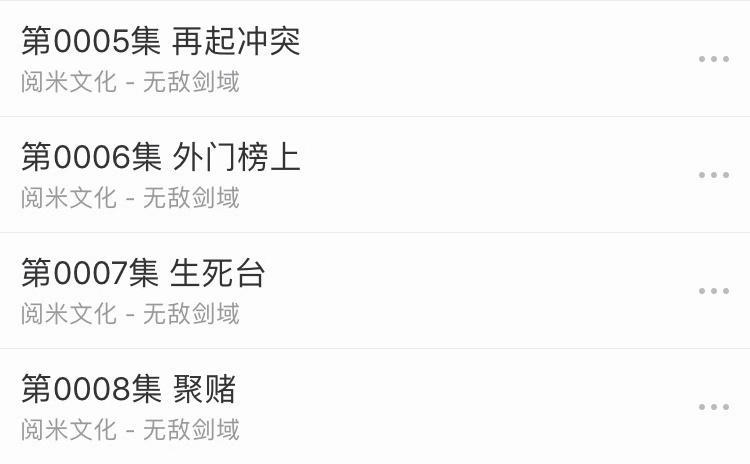 第0005集 再起冲突
阅米文化 - 无敌剑域
第0006集 外门榜上
阅米文化 - 无敌剑域
第0007集 生死台
阅米文化 - 无敌剑域
第0008集 聚赌
阅米文化 - 无敌剑域